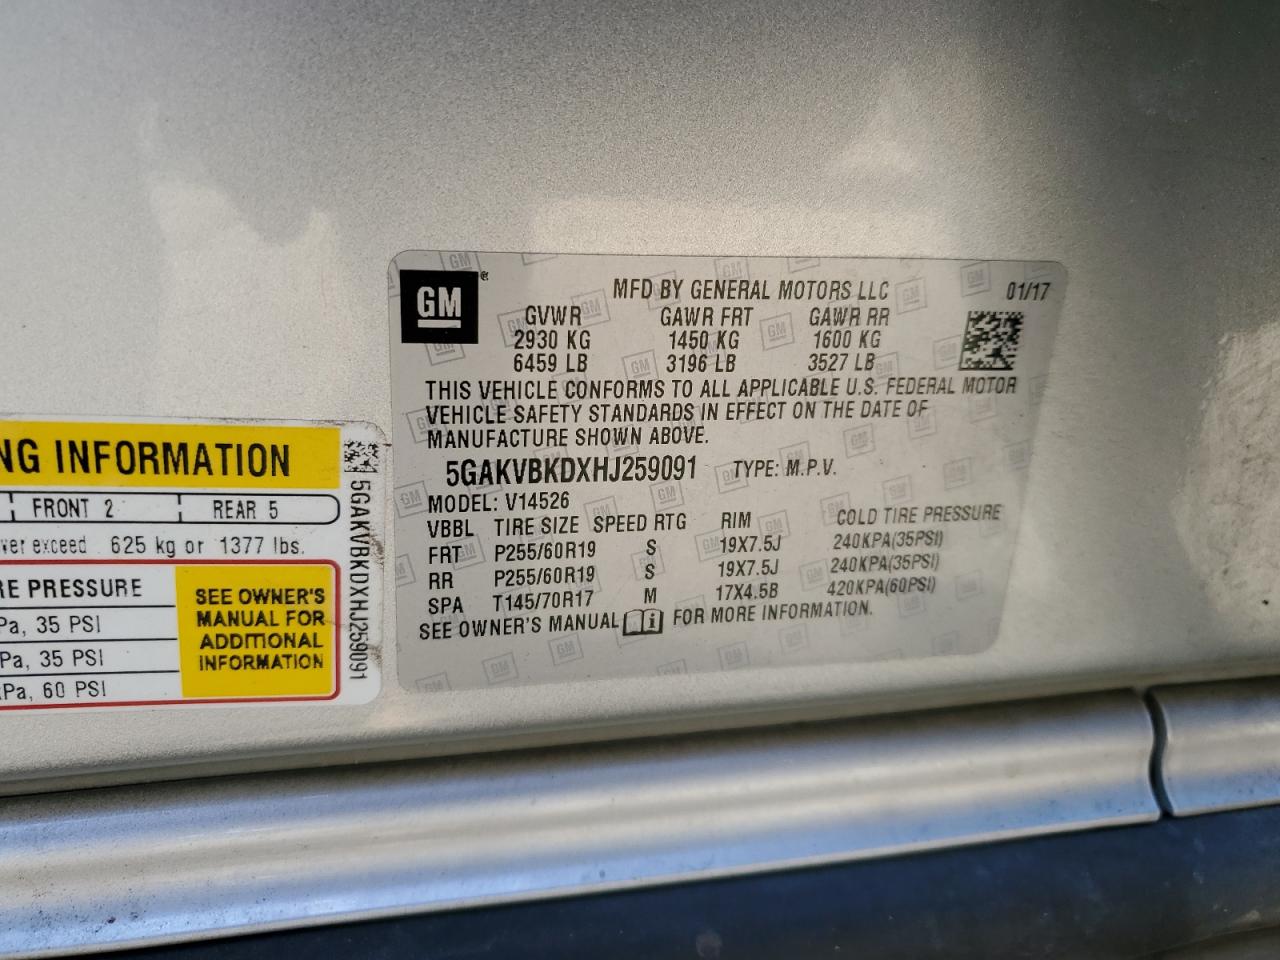 NG INFORMATION
FRONT 2 REAR 5
ver exceed 625 kg or 1377 lbs.
RE PRESSURE
Pa, 35 PSI
Pa, 35 PSI
Pa, 60 PSI
SEE OWNER'S
MANUAL FOR
ADDITIONAL
INFORMATION
5GAKVBKDXHJ259091
GM®
MFD BY GENERAL MOTORS LLC 01/17
GVWR GAWR FRT GAWR RR
2930 KG 1450 KG 1600 KG
6459 LB 3196 LB 3527 LB
THIS VEHICLE CONFORMS TO ALL APPLICABLE U.S. FEDERAL MOTOR
VEHICLE SAFETY STANDARDS IN EFFECT ON THE DATE OF
MANUFACTURE SHOWN ABOVE.
5GAKVBKDXHJ259091 TYPE: M.P.V.
MODEL: V14526
VBBL TIRE SIZE SPEED RTG RIM COLD TIRE PRESSURE
FRT P255/60R19 S 19X7.5J 240KPA(35PSI)
RR P255/60R19 S 19X7.5J 240KPA(35PSI)
SPA T145/70R17 M 17X4.5B 420KPA(60PSI)
SEE OWNER'S MANUAL FOR MORE INFORMATION.